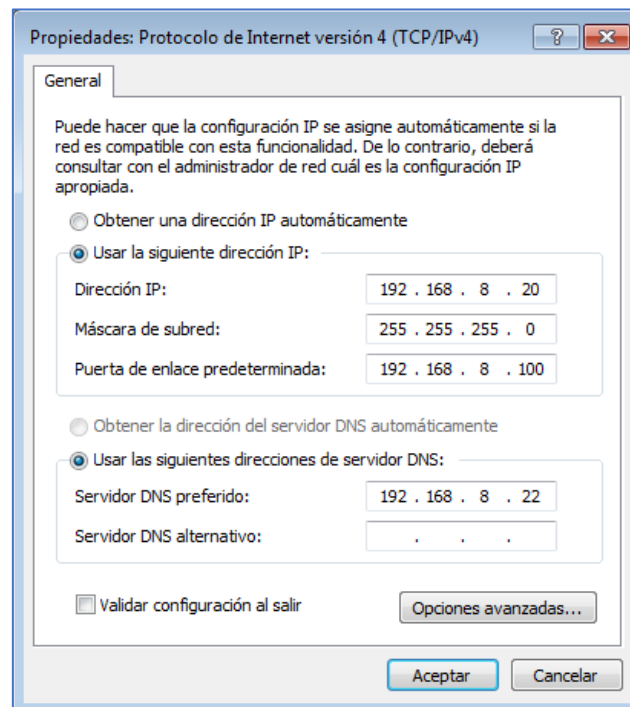 Propiedades: Protocolo de Internet versión 4 (TCP/IPv4)
General
Puede hacer que la configuración IP se asigne automáticamente si la
red es compatible con esta funcionalidad. De lo contrario, deberá
consultar con el administrador de red cuál es la configuración IP
apropiada.
Obtener una dirección IP automáticamente
Usar la siguiente dirección IP:
Dirección IP: 192 . 168 . 8 . 20
Máscara de subred: 255 . 255 . 255 . 0
Puerta de enlace predeterminada: 192 . 168 . 8 . 100
Obtener la dirección del servidor DNS automáticamente
Usar las siguientes direcciones de servidor DNS:
Servidor DNS preferido: 192 . 168 . 8 . 22
Servidor DNS alternativo: . . .
Validar configuración al salir Opciones avanzadas...
Aceptar Cancelar